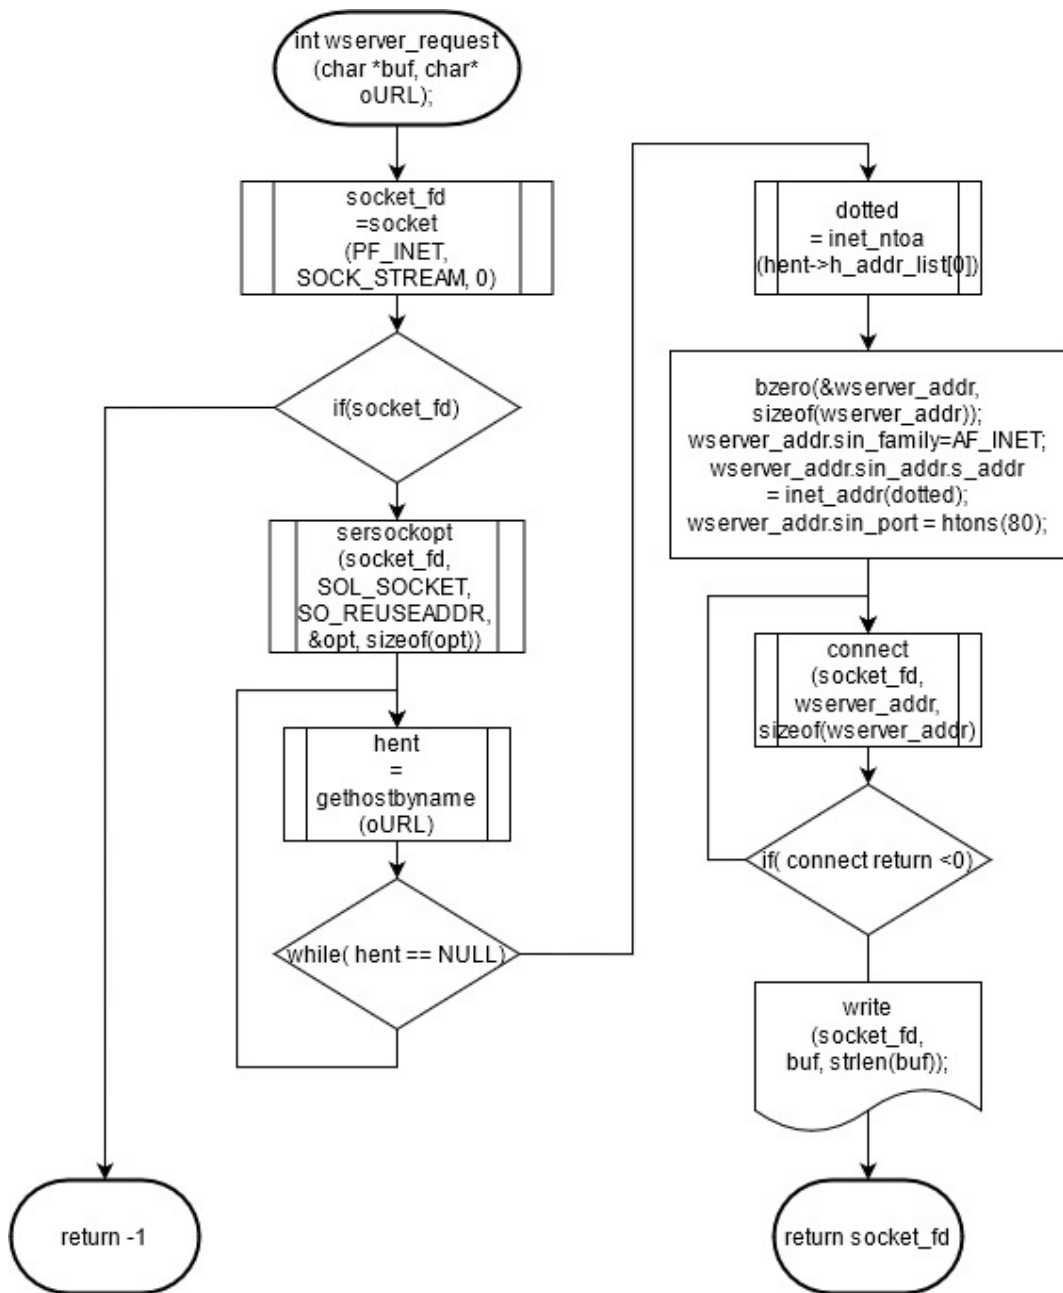 int wserver_request
(char *buf, char*
oURL);
socket_fd
=socket
(PF_INET,
SOCK_STREAM, 0)
if(socket_fd)
sersockopt
(socket_fd,
SOL_SOCKET,
SO_REUSEADDR,
&opt, sizeof(opt))
hent
=
gethostbyname
(oURL)
while( hent == NULL)
return -1
dotted
= inet_ntoa
(hent->h_addr_list[0])
bzero(&wserver_addr,
sizeof(wserver_addr));
wserver_addr.sin_family=AF_INET;
wserver_addr.sin_addr.s_addr
= inet_addr(dotted);
wserver_addr.sin_port = htons(80);
connect
(socket_fd,
wserver_addr,
sizeof(wserver_addr)
if( connect return <0)
write
(socket_fd,
buf, strlen(buf));
return socket_fd